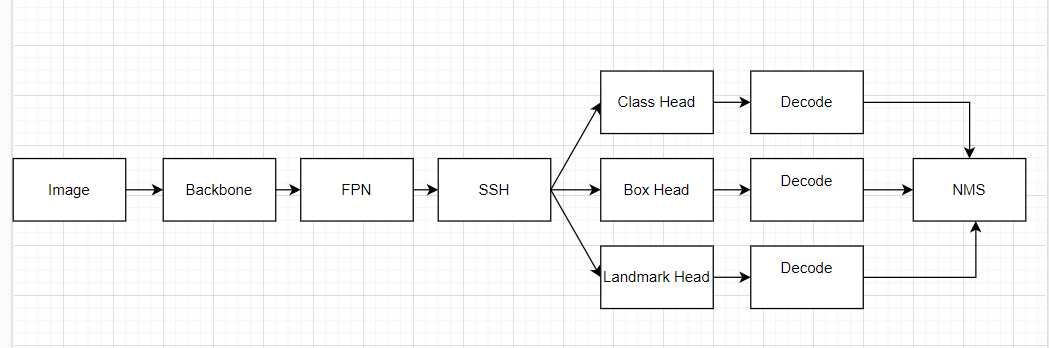 Class Head
Decode
Image
Backbone
FPN
SSH
Box Head
Decode
NMS
Landmark Head
Decode